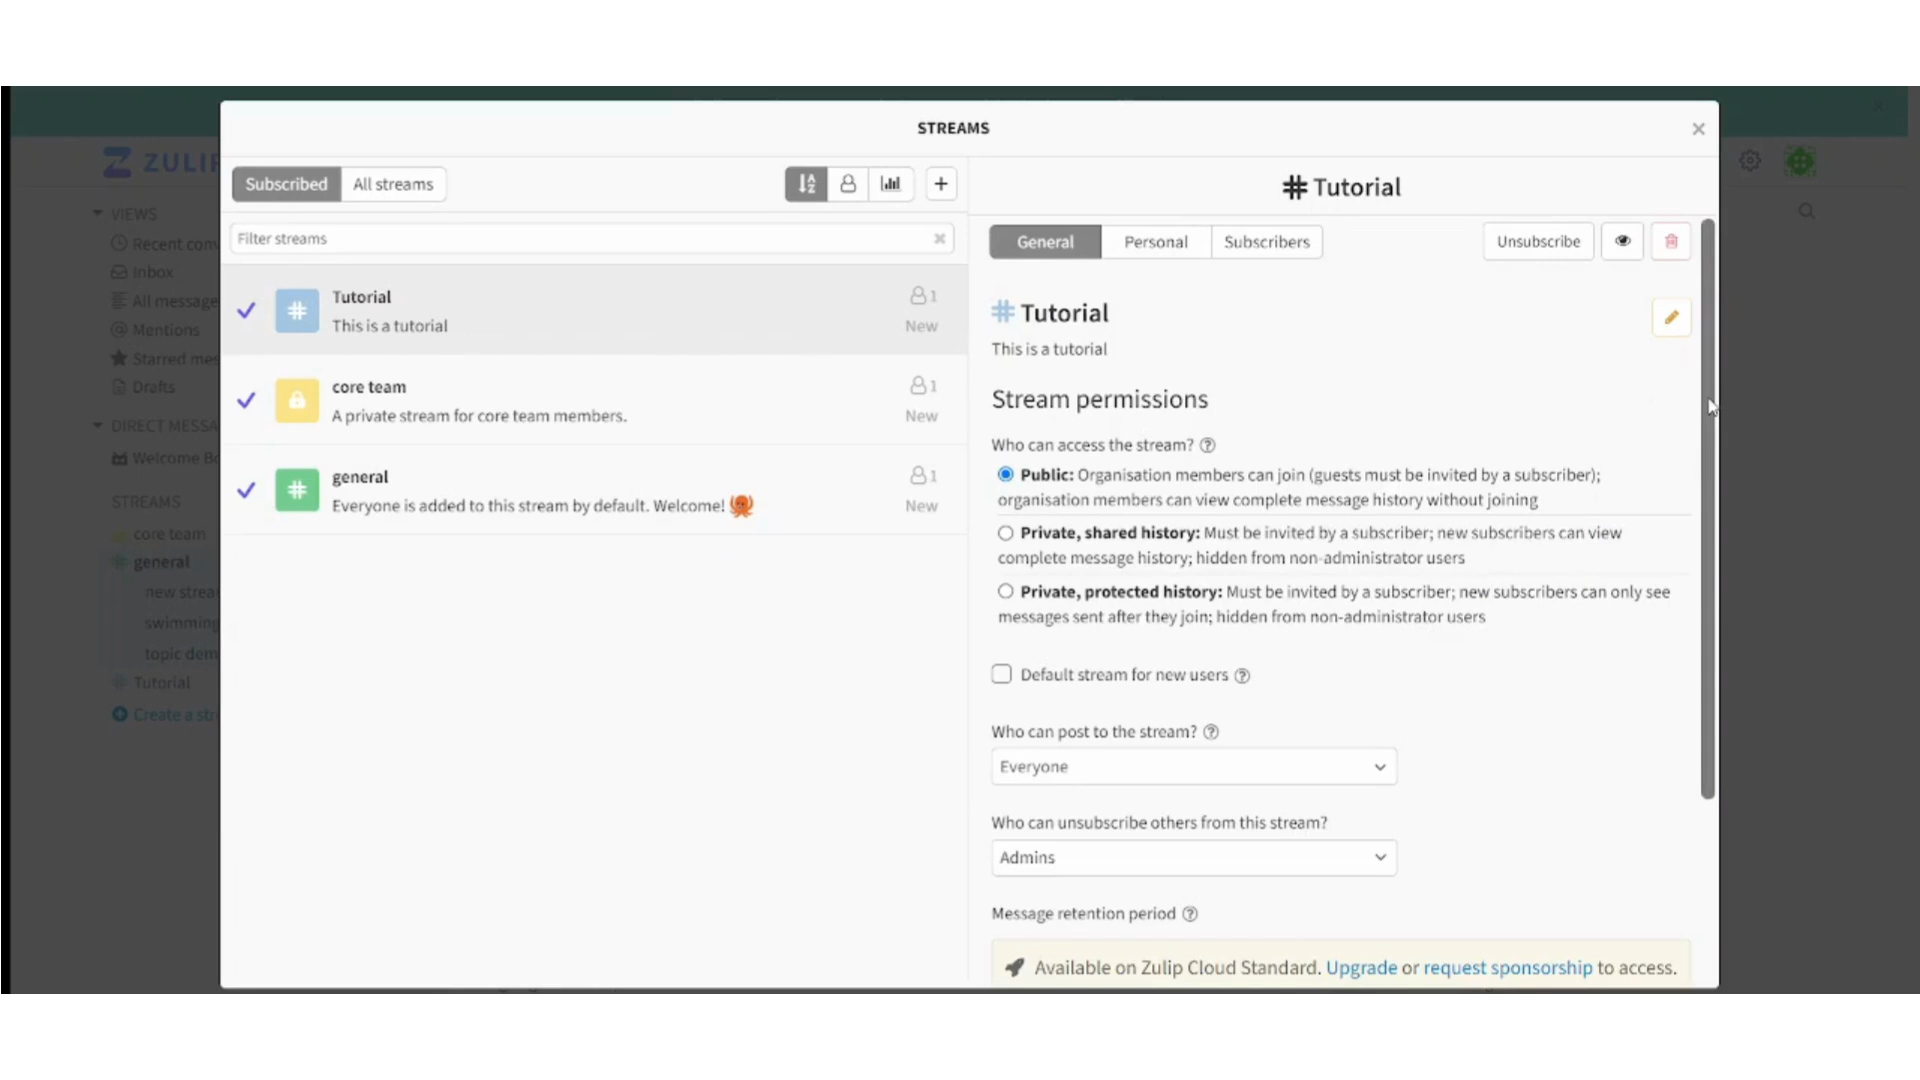 STREAMS
×
ZULIP
Subscribed
All streams
+
# Tutorial
VIEWS
Filter streams
General
Personal
Subscribers
Unsubscribe
Recent con
Inbox
All message
Mentions
Starred mes
Drafts
Tutorial
1
This is a tutorial
New
# Tutorial
This is a tutorial
core team
1
A private stream for core team members.
New
Stream permissions
DIRECT MESSA
Welcome Bo
Who can access the stream?
general
1
Everyone is added to this stream by default. Welcome!
New
Public: Organisation members can join (guests must be invited by a subscriber);
organisation members can view complete message history without joining
STREAMS
core team
general
new strea
swimming
topic dem
Tutorial
Create a str
Private, shared history: Must be invited by a subscriber; new subscribers can view
complete message history; hidden from non-administrator users
Private, protected history: Must be invited by a subscriber; new subscribers can only see
messages sent after they join; hidden from non-administrator users
Default stream for new users
Who can post to the stream?
Everyone
Who can unsubscribe others from this stream?
Admins
Message retention period
Available on Zulip Cloud Standard. Upgrade or request sponsorship to access.